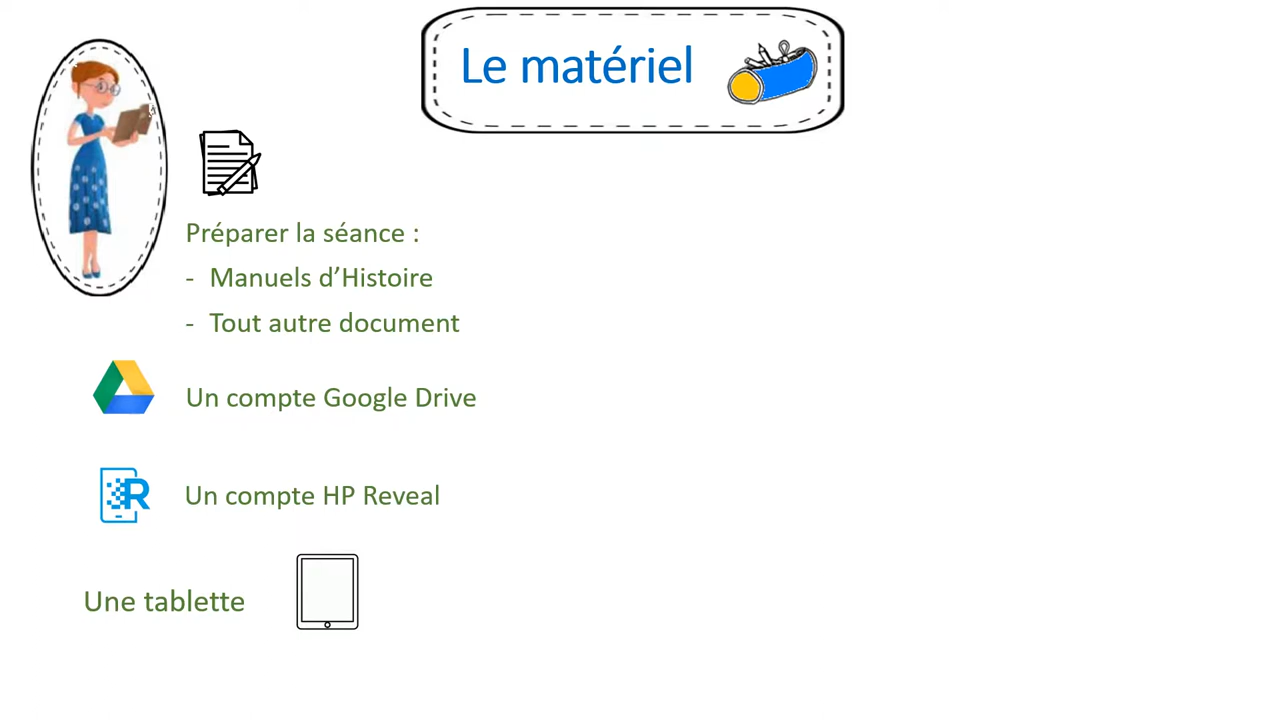 Le matériel
Préparer la séance :
- Manuels d’Histoire
- Tout autre document
Un compte Google Drive
R
Un compte HP Reveal
Une tablette